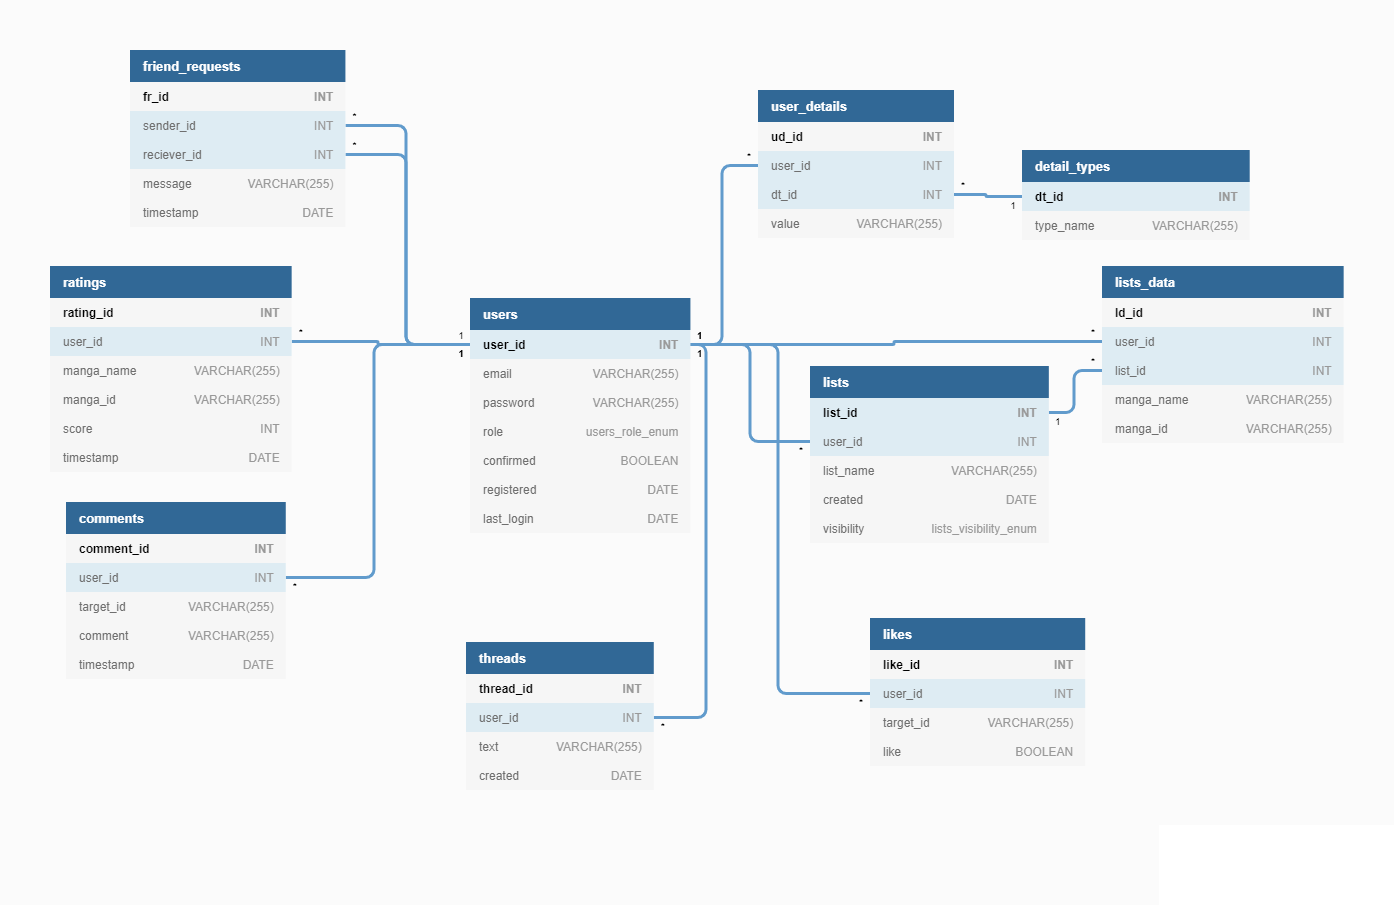 friend_requests
fr_id INT
sender_id INT *
reciever_id INT *
message VARCHAR(255)
timestamp DATE
user_details
ud_id INT
* user_id INT
dt_id INT *
value VARCHAR(255)
detail_types
1 dt_id INT
type_name VARCHAR(255)
ratings
rating_id INT
user_id INT *
manga_name VARCHAR(255)
manga_id VARCHAR(255)
score INT
timestamp DATE
users
1 user_id INT 1
1 1
email VARCHAR(255)
password VARCHAR(255)
role users_role_enum
confirmed BOOLEAN
registered DATE
last_login DATE
lists_data
ld_id INT
* user_id INT
* list_id INT
manga_name VARCHAR(255)
manga_id VARCHAR(255)
lists
list_id INT 1
* user_id INT
list_name VARCHAR(255)
created DATE
visibility lists_visibility_enum
comments
comment_id INT
user_id INT *
target_id VARCHAR(255)
comment VARCHAR(255)
timestamp DATE
threads
thread_id INT
user_id INT *
text VARCHAR(255)
created DATE
likes
like_id INT
* user_id INT
target_id VARCHAR(255)
like BOOLEAN